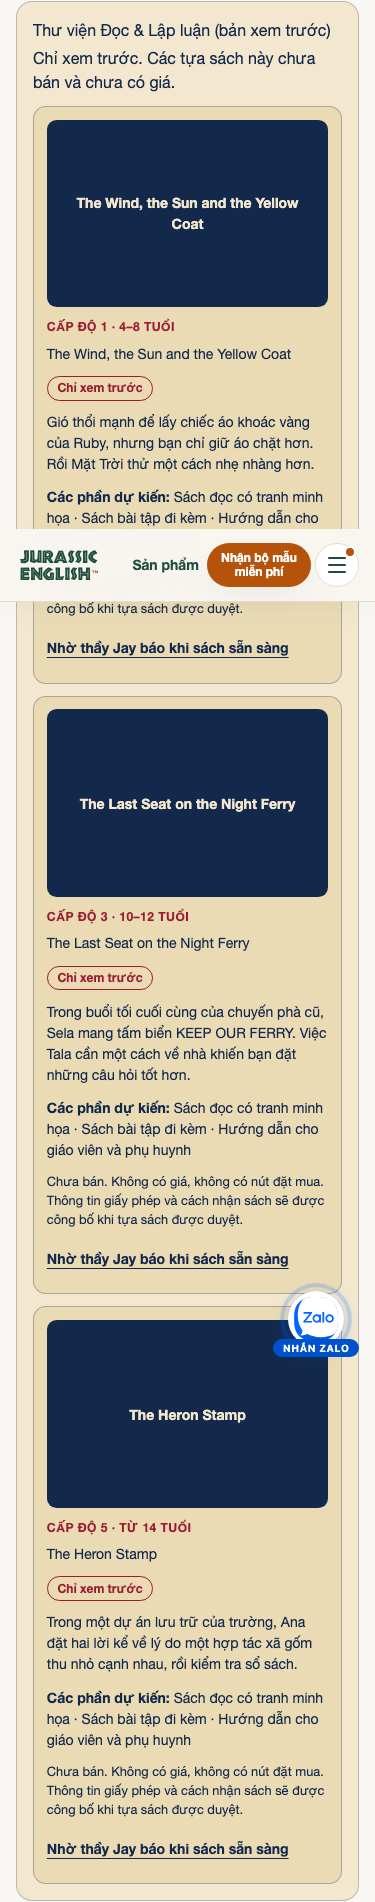 Thư viện Đọc & Lập luận (bản xem trước)
Chỉ xem trước. Các tựa sách này chưa
bán và chưa có giá.
The Wind, the Sun and the Yellow
Coat
CẤP ĐỘ 1 · 4–8 TUỔI
The Wind, the Sun and the Yellow Coat
Chỉ xem trước
Gió thổi mạnh để lấy chiếc áo khoác vàng
của Ruby, nhưng bạn chỉ giữ áo chặt hơn.
Rồi Mặt Trời thử một cách nhẹ nhàng hơn.
Các phần dự kiến: Sách đọc có tranh minh
họa · Sách bài tập đi kèm · Hướng dẫn cho
JURASSIC
ENGLISH™
Sản phẩm
Nhận bộ mẫu
miễn phí
công bố khi tựa sách được duyệt.
Nhờ thầy Jay báo khi sách sẵn sàng
The Last Seat on the Night Ferry
CẤP ĐỘ 3 · 10–12 TUỔI
The Last Seat on the Night Ferry
Chỉ xem trước
Trong buổi tối cuối cùng của chuyến phà cũ,
Sela mang tấm biển KEEP OUR FERRY. Việc
Tala cần một cách về nhà khiến bạn đặt
những câu hỏi tốt hơn.
Các phần dự kiến: Sách đọc có tranh minh
họa · Sách bài tập đi kèm · Hướng dẫn cho
giáo viên và phụ huynh
Chưa bán. Không có giá, không có nút đặt mua.
Thông tin giấy phép và cách nhận sách sẽ được
công bố khi tựa sách được duyệt.
Nhờ thầy Jay báo khi sách sẵn sàng
Zalo
NHẮN ZALO
The Heron Stamp
CẤP ĐỘ 5 · TỪ 14 TUỔI
The Heron Stamp
Chỉ xem trước
Trong một dự án lưu trữ của trường, Ana
đặt hai lời kể về lý do một hợp tác xã gốm
thu nhỏ cạnh nhau, rồi kiểm tra sổ sách.
Các phần dự kiến: Sách đọc có tranh minh
họa · Sách bài tập đi kèm · Hướng dẫn cho
giáo viên và phụ huynh
Chưa bán. Không có giá, không có nút đặt mua.
Thông tin giấy phép và cách nhận sách sẽ được
công bố khi tựa sách được duyệt.
Nhờ thầy Jay báo khi sách sẵn sàng